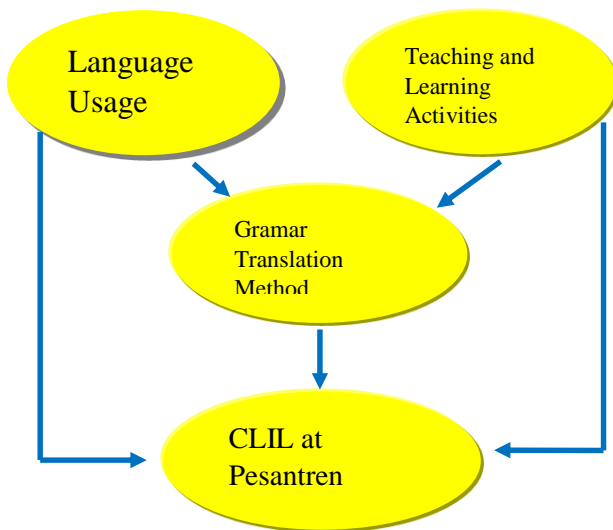 Language
Usage
Teaching and
Learning
Activities
Gramar
Translation
Method
CLIL at
Pesantren